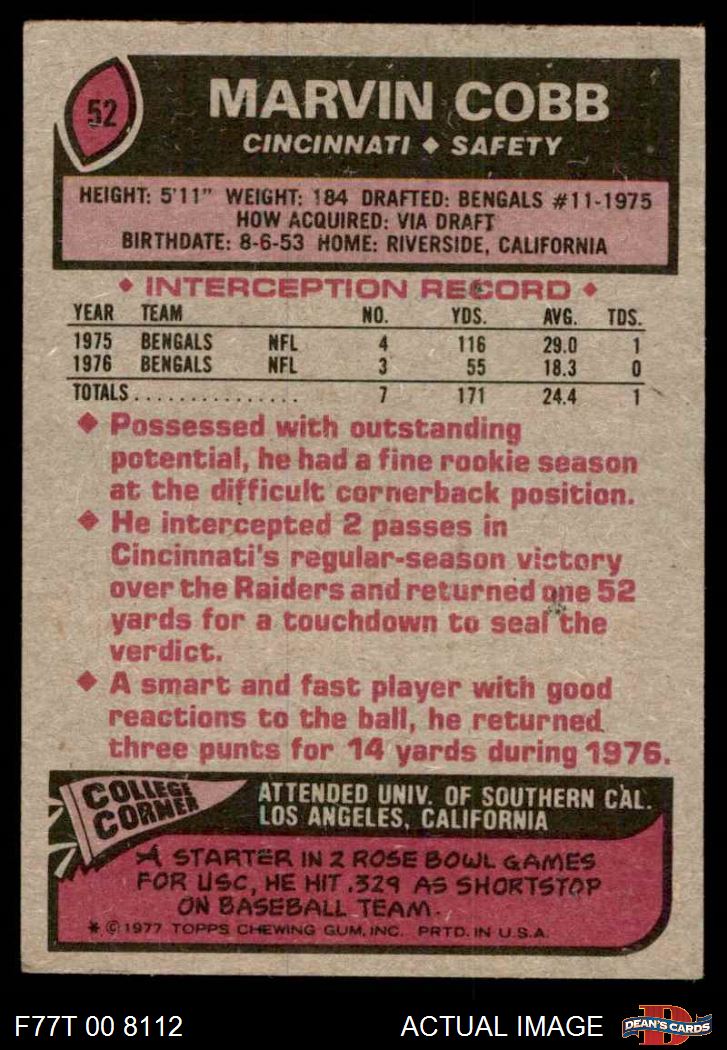 52
MARVIN COBB
CINCINNATI ◆ SAFETY
HEIGHT: 5'11" WEIGHT: 184 DRAFTED: BENGALS #11-1975
HOW ACQUIRED: VIA DRAFT
BIRTHDATE: 8-6-53 HOME: RIVERSIDE, CALIFORNIA
◆ INTERCEPTION RECORD ◆
YEAR TEAM NO. YDS. AVG. TDS.
1975 BENGALS NFL 4 116 29.0 1
1976 BENGALS NFL 3 55 18.3 0
TOTALS............... 7 171 24.4 1
◆ Possessed with outstanding
potential, he had a fine rookie season
at the difficult cornerback position.
◆ He intercepted 2 passes in
Cincinnati's regular-season victory
over the Raiders and returned one 52
yards for a touchdown to seal the
verdict.
◆ A smart and fast player with good
reactions to the ball, he returned
three punts for 14 yards during 1976.
COLLEGE
CORNER
ATTENDED UNIV. OF SOUTHERN CAL.
LOS ANGELES, CALIFORNIA
A STARTER IN 2 ROSE BOWL GAMES
FOR USC, HE HIT .329 AS SHORTSTOP
ON BASEBALL TEAM.
* © 1977 TOPPS CHEWING GUM, INC. PRTD. IN U.S.A.
F77T 00 8112
ACTUAL IMAGE
D
DEAN'S CARDS